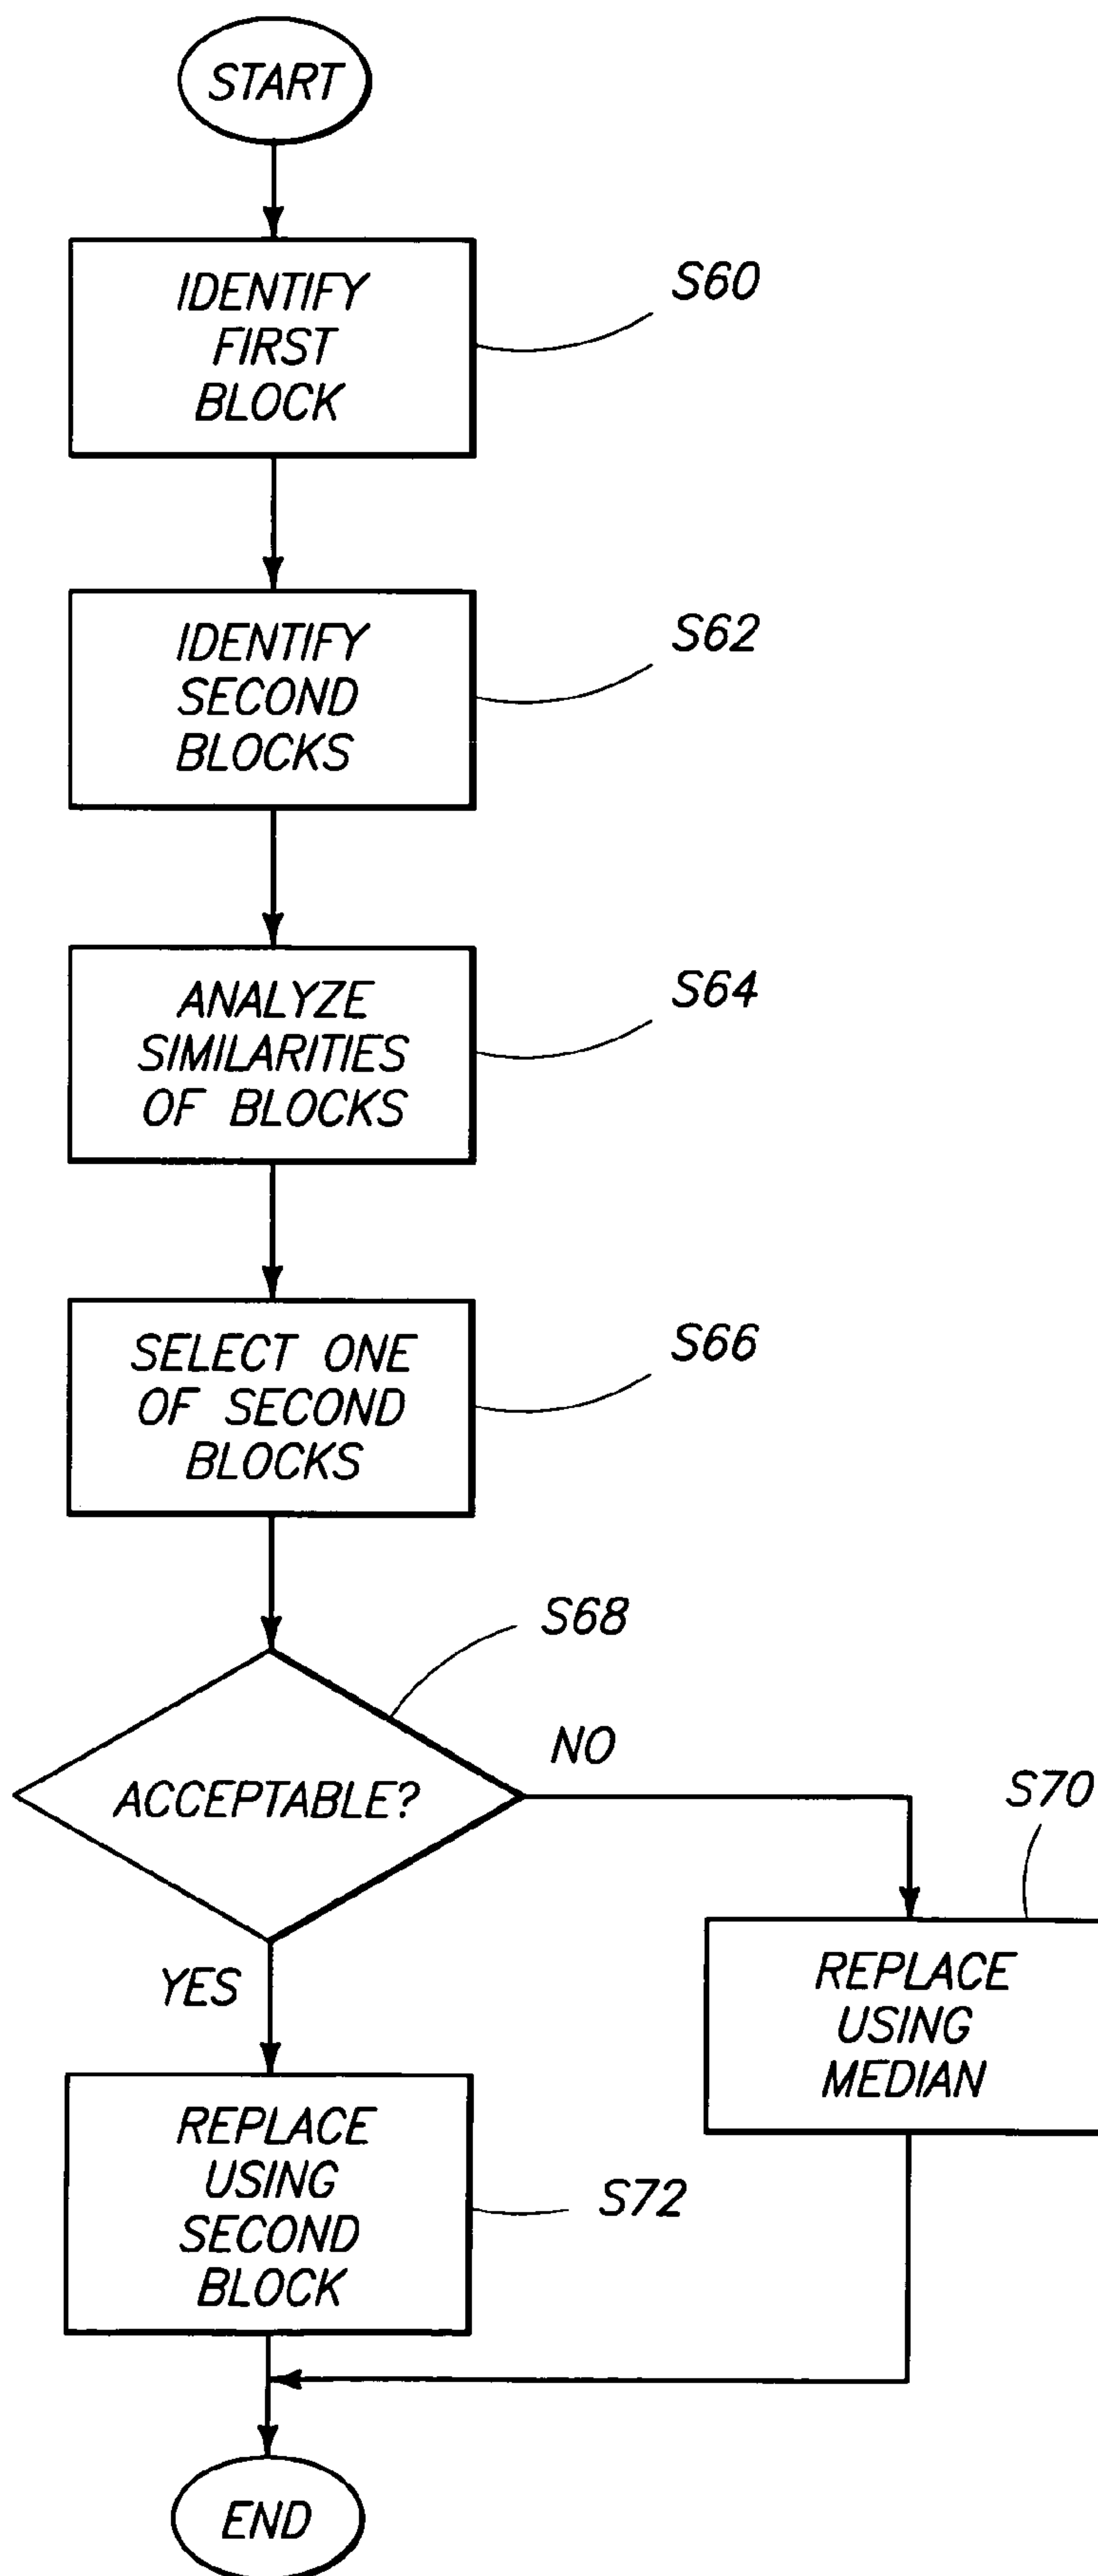 START
IDENTIFY
FIRST
BLOCK
S60
IDENTIFY
SECOND
BLOCKS
S62
ANALYZE
SIMILARITIES
OF BLOCKS
S64
SELECT ONE
OF SECOND
BLOCKS
S66
S68
ACCEPTABLE?
NO
S70
REPLACE
USING
MEDIAN
YES
REPLACE
USING
SECOND
BLOCK
S72
END